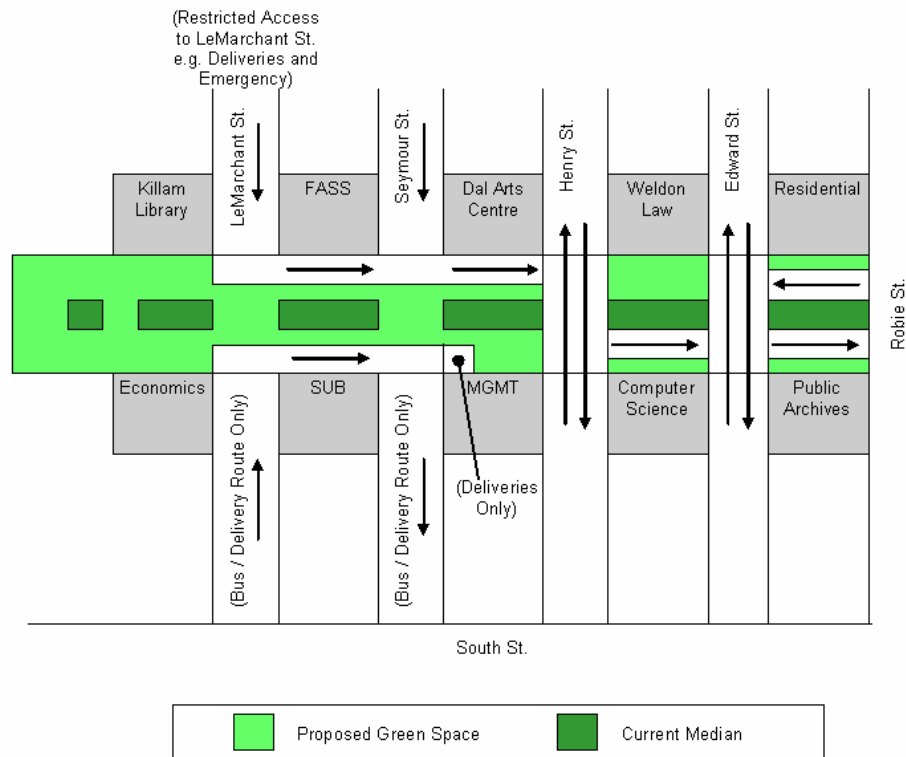 (Restricted Access
to LeMarchant St.
e.g. Deliveries and
Emergency)
LeMarchant St.
Seymour St.
Henry St.
Edward St.
Killam
Library
FASS
Dal Arts
Centre
Weldon
Law
Residential
Robie St.
Economics
SUB
MGMT
Computer
Science
Public
Archives
(Bus / Delivery Route Only)
(Bus / Delivery Route Only)
(Deliveries
Only)
South St.
Proposed Green Space
Current Median